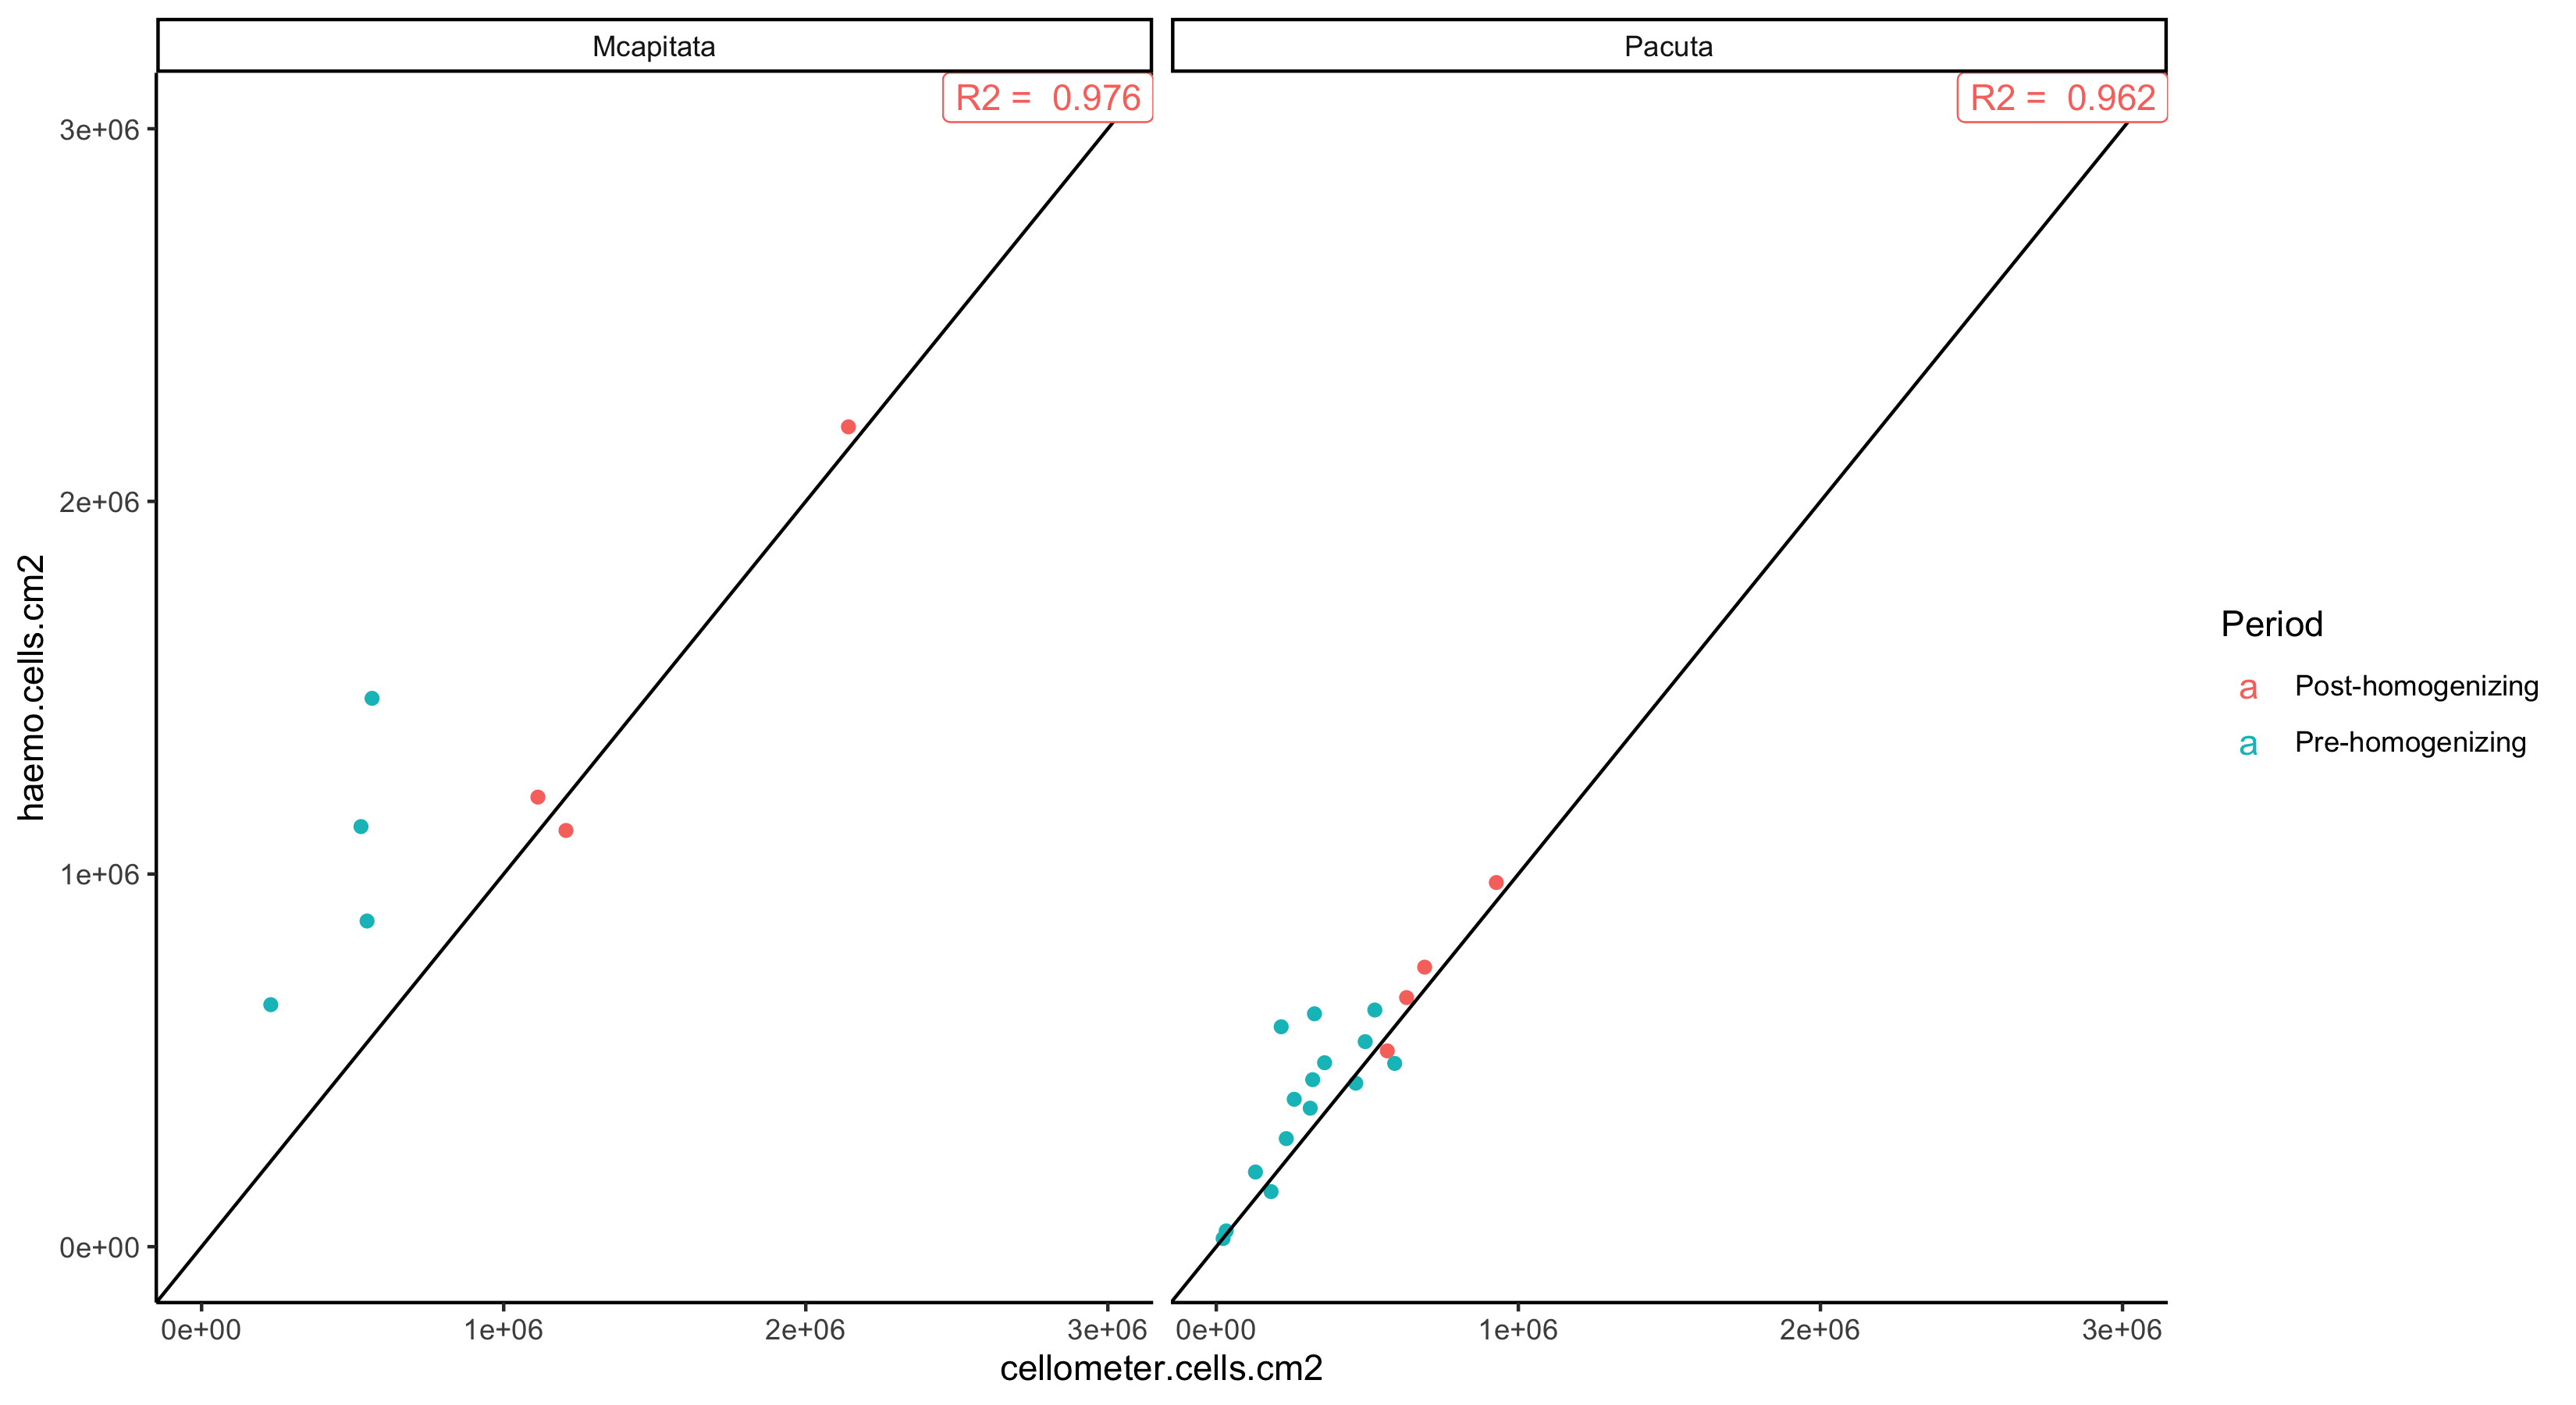 Mcapitata
Pacuta
R2 =  0.976
R2 =  0.962
3e+06
2e+06
1e+06
0e+00
haemo.cells.cm2
0e+00
1e+06
2e+06
3e+06
0e+00
1e+06
2e+06
3e+06
cellometer.cells.cm2
Period
a Post-homogenizing
a Pre-homogenizing